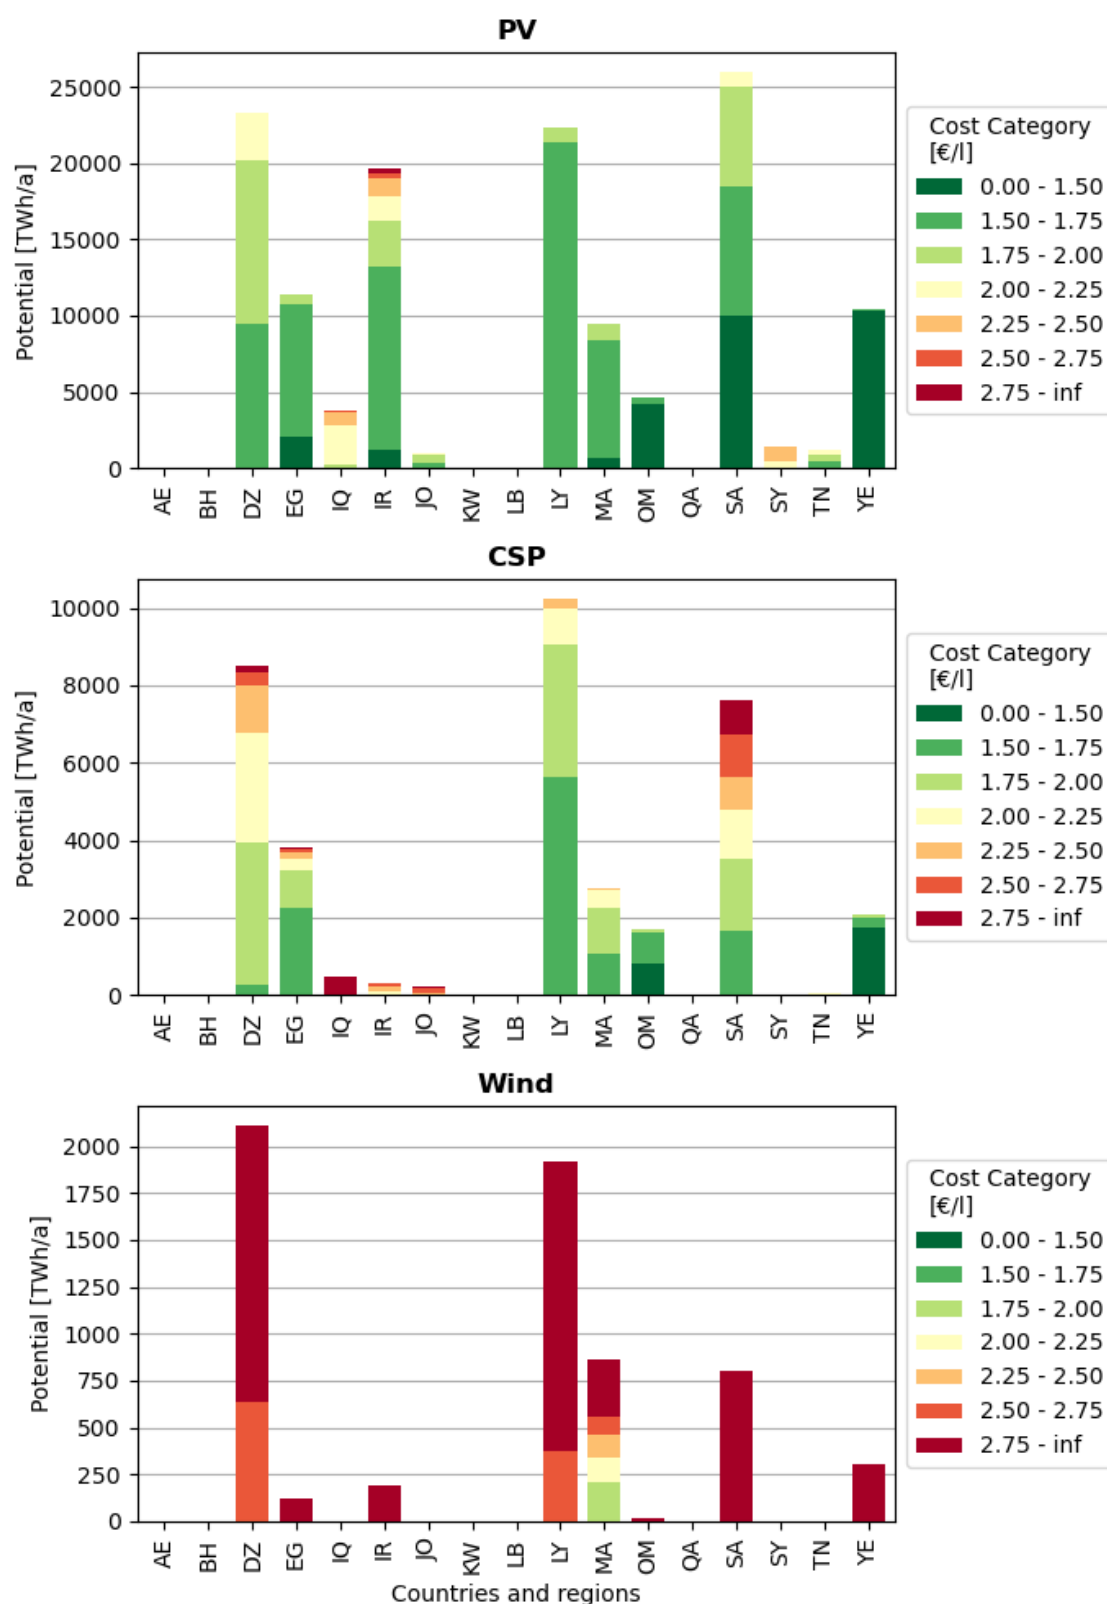 PV
Potential [TWh/a]
25000
20000
15000
10000
5000
0
AE BH DZ EG IQ IR JO KW LB LY MA OM QA SA SY TN YE
Cost Category
[€/l]
0.00 - 1.50
1.50 - 1.75
1.75 - 2.00
2.00 - 2.25
2.25 - 2.50
2.50 - 2.75
2.75 - inf
CSP
Potential [TWh/a]
10000
8000
6000
4000
2000
0
AE BH DZ EG IQ IR JO KW LB LY MA OM QA SA SY TN YE
Cost Category
[€/l]
0.00 - 1.50
1.50 - 1.75
1.75 - 2.00
2.00 - 2.25
2.25 - 2.50
2.50 - 2.75
2.75 - inf
Wind
Potential [TWh/a]
2000
1750
1500
1250
1000
750
500
250
0
AE BH DZ EG IQ IR JO KW LB LY MA OM QA SA SY TN YE
Countries and regions
Cost Category
[€/l]
0.00 - 1.50
1.50 - 1.75
1.75 - 2.00
2.00 - 2.25
2.25 - 2.50
2.50 - 2.75
2.75 - inf